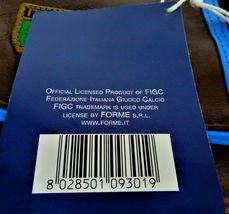 OFFICIAL LICENSED PRODUCT OF FIGC
FEDERAZIONE ITALIANA GIUOCO CALCIO
FIGC TRADEMARK IS USED UNDER
LICENSE BY FORME S.R.L.
WWW.FORME.IT
8 028501 093019